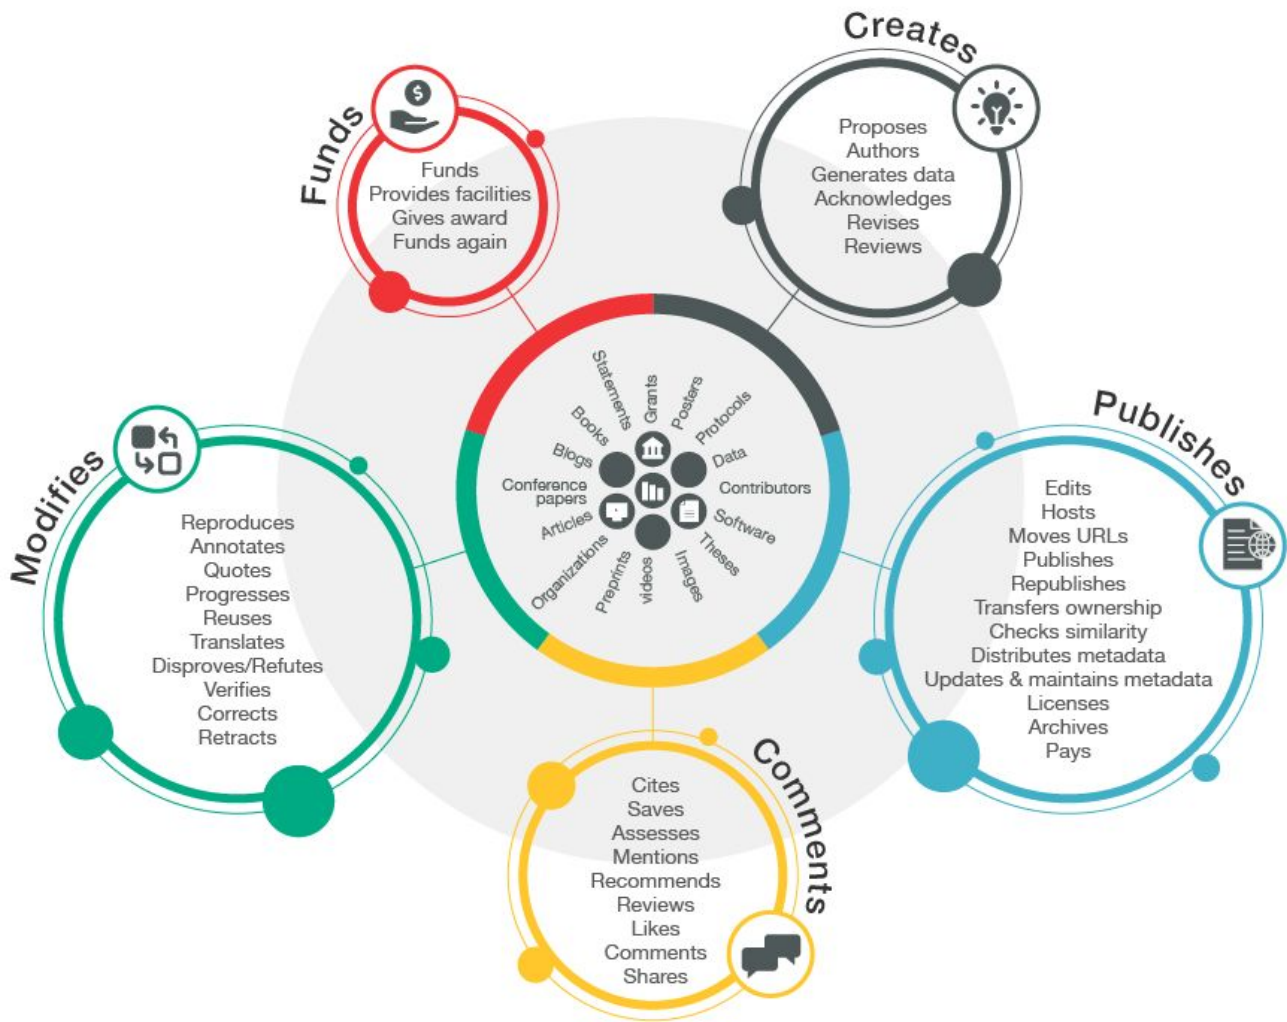 Creates
Proposes
Authors
Generates data
Acknowledges
Revises
Reviews
Funds
$
Funds
Provides facilities
Gives award
Funds again
Publishes
Edits
Hosts
Moves URLs
Publishes
Republishes
Transfers ownership
Checks similarity
Distributes metadata
Updates & maintains metadata
Licenses
Archives
Pays
Comments
Cites
Saves
Assesses
Mentions
Recommends
Reviews
Likes
Comments
Shares
Modifies
Reproduces
Annotates
Quotes
Progresses
Reuses
Translates
Disproves/Refutes
Verifies
Corrects
Retracts
Grants
Posters
Protocols
Data
Contributors
Software
Theses
Images
videos
Preprints
Organizations
Articles
Conference
papers
Blogs
Books
Statements